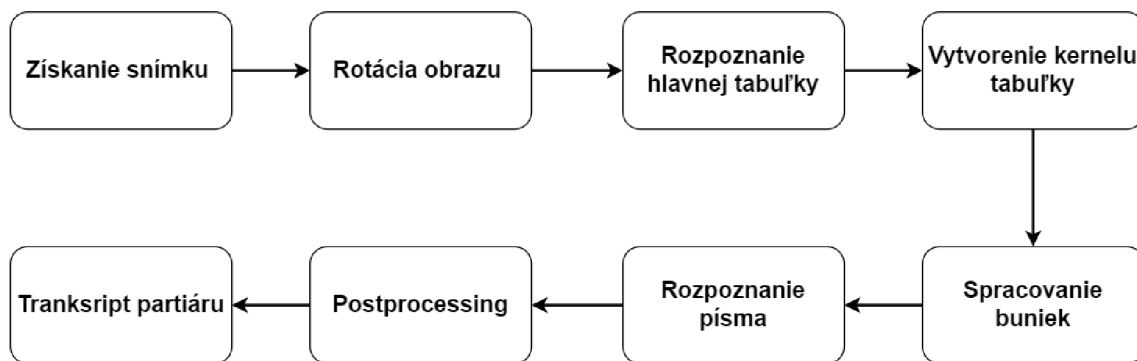 Získanie snímku
Rotácia obrazu
Rozpoznanie
hlavnej tabuľky
Vytvorenie kernelu
tabuľky
Spracovanie
buniek
Rozpoznanie
písma
Postprocessing
Tranksript partiáru